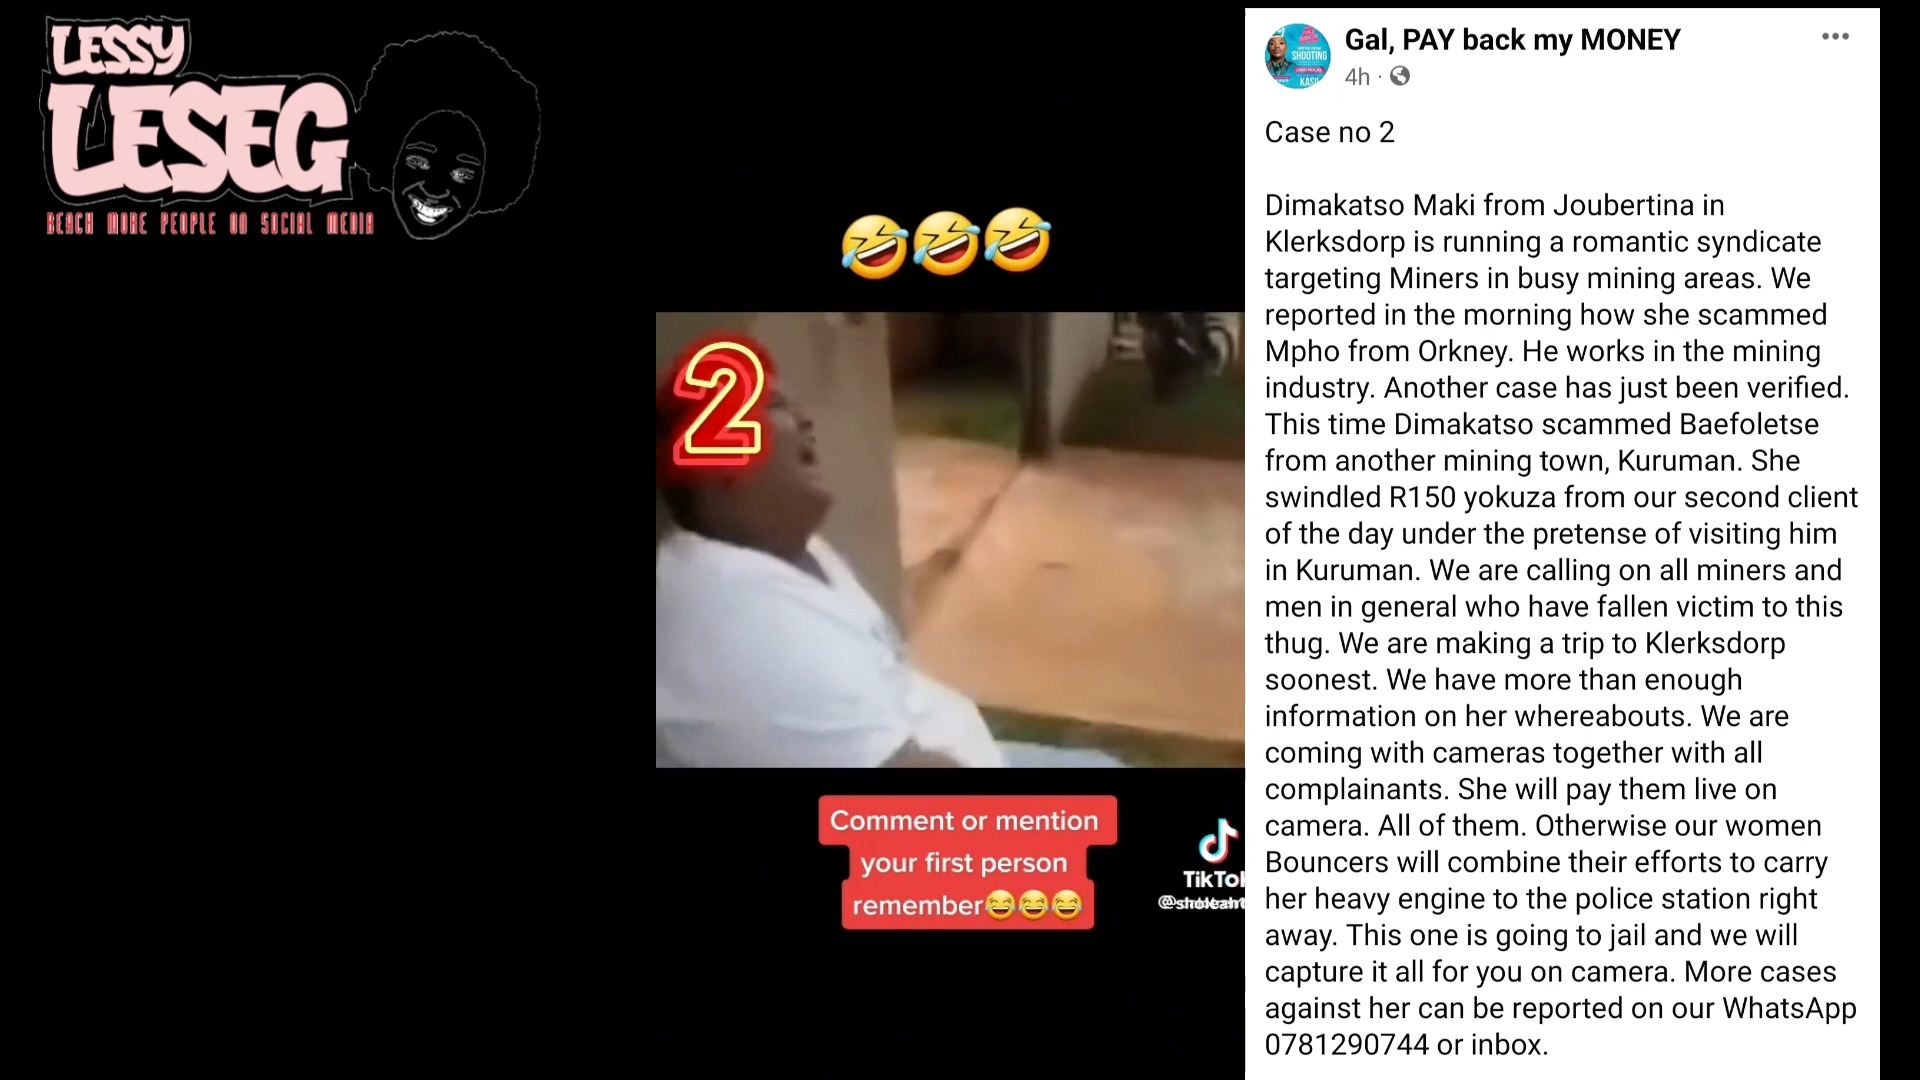 LESSY
LESEG
REACH MORE PEOPLE ON SOCIAL MEDIA
2
Comment or mention
your first person
remember😂😂😂
TikTok
Gal, PAY back my MONEY
4h ·
SHOOTING
KASI
Case no 2
Dimakatso Maki from Joubertina in
Klerksdorp is running a romantic syndicate
targeting Miners in busy mining areas. We
reported in the morning how she scammed
Mpho from Orkney. He works in the mining
industry. Another case has just been verified.
This time Dimakatso scammed Baefoletse
from another mining town, Kuruman. She
swindled R150 yokuza from our second client
of the day under the pretense of visiting him
in Kuruman. We are calling on all miners and
men in general who have fallen victim to this
thug. We are making a trip to Klerksdorp
soonest. We have more than enough
information on her whereabouts. We are
coming with cameras together with all
complainants. She will pay them live on
camera. All of them. Otherwise our women
Bouncers will combine their efforts to carry
her heavy engine to the police station right
away. This one is going to jail and we will
capture it all for you on camera. More cases
against her can be reported on our WhatsApp
0781290744 or inbox.